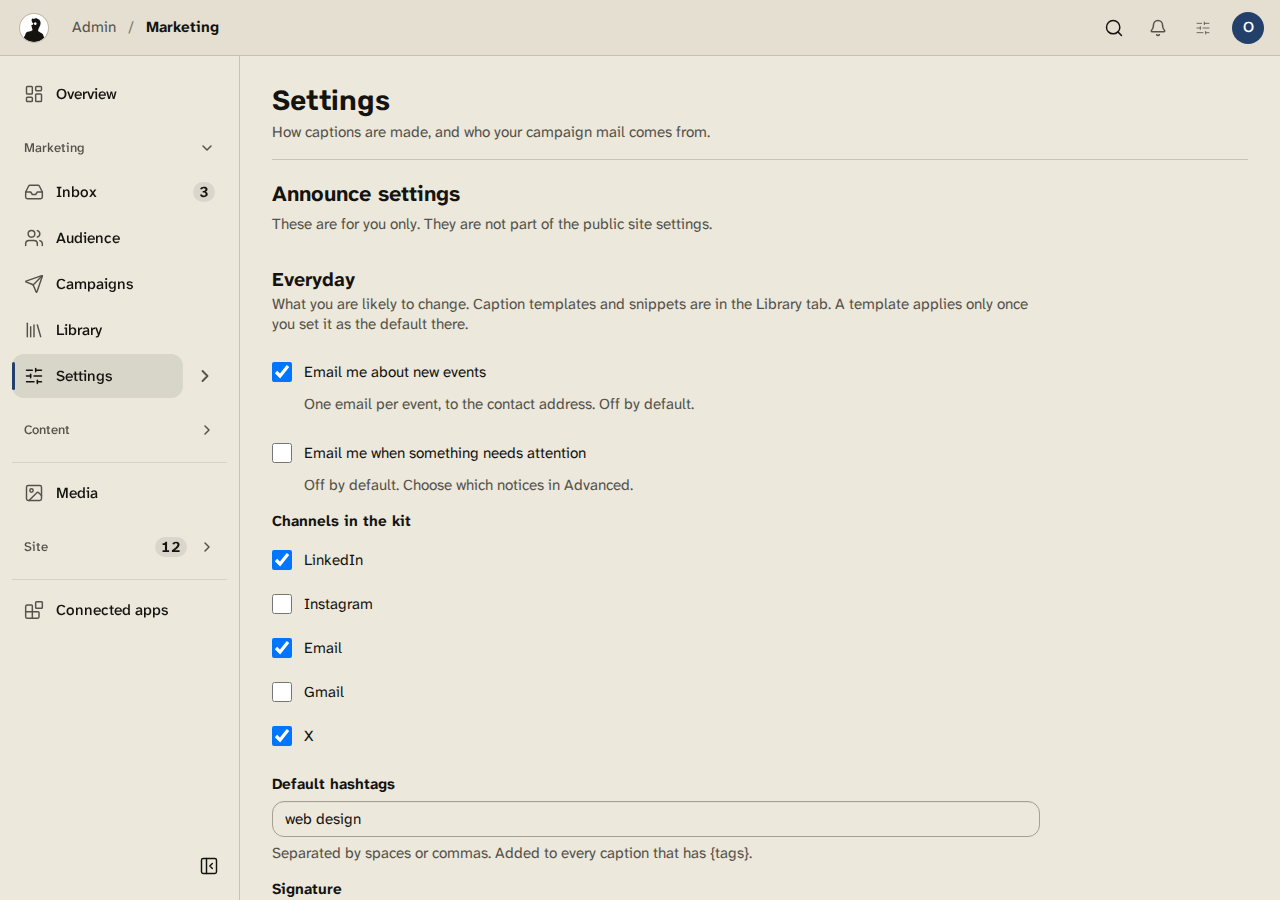 Admin / Marketing
O
Overview
Marketing
Inbox 3
Audience
Campaigns
Library
Settings
Content
Media
Site 12
Connected apps
Settings
How captions are made, and who your campaign mail comes from.
Announce settings
These are for you only. They are not part of the public site settings.
Everyday
What you are likely to change. Caption templates and snippets are in the Library tab. A template applies only once
you set it as the default there.
Email me about new events
One email per event, to the contact address. Off by default.
Email me when something needs attention
Off by default. Choose which notices in Advanced.
Channels in the kit
LinkedIn
Instagram
Email
Gmail
X
Default hashtags
web design
Separated by spaces or commas. Added to every caption that has {tags}.
Signature